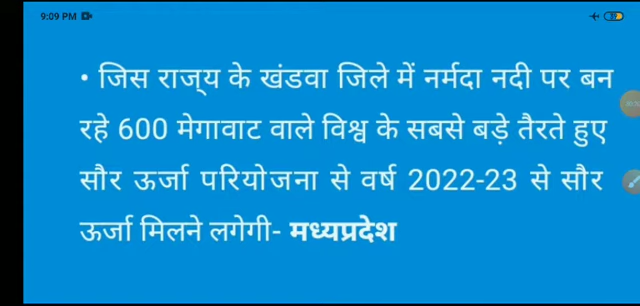 9:09 PM
• जिस राज्य के खंडवा जिले में नर्मदा नदी पर बन
रहे 600 मेगावाट वाले विश्व के सबसे बड़े तैरते हुए
सौर ऊर्जा परियोजना से वर्ष 2022-23 से सौर
ऊर्जा मिलने लगेगी- मध्यप्रदेश